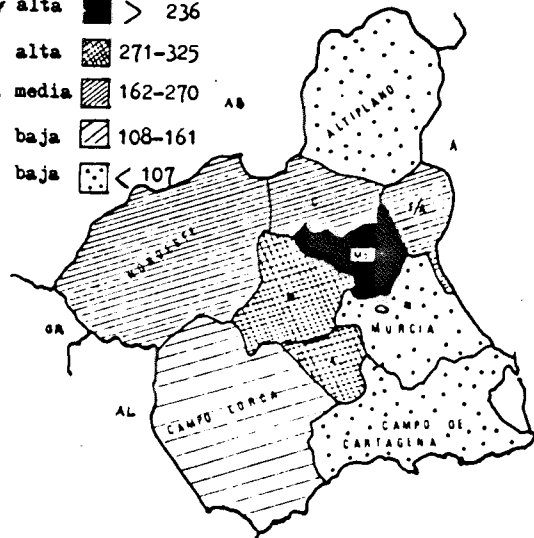 alta > 236
alta 271-325
media 162-270
baja 108-161
baja < 107
AB
ALTIPLANO
A
C
NOROESTE
M
MURCIA
GR
AL
CAMPO LORCA
CAMPO DE
CARTAGENA